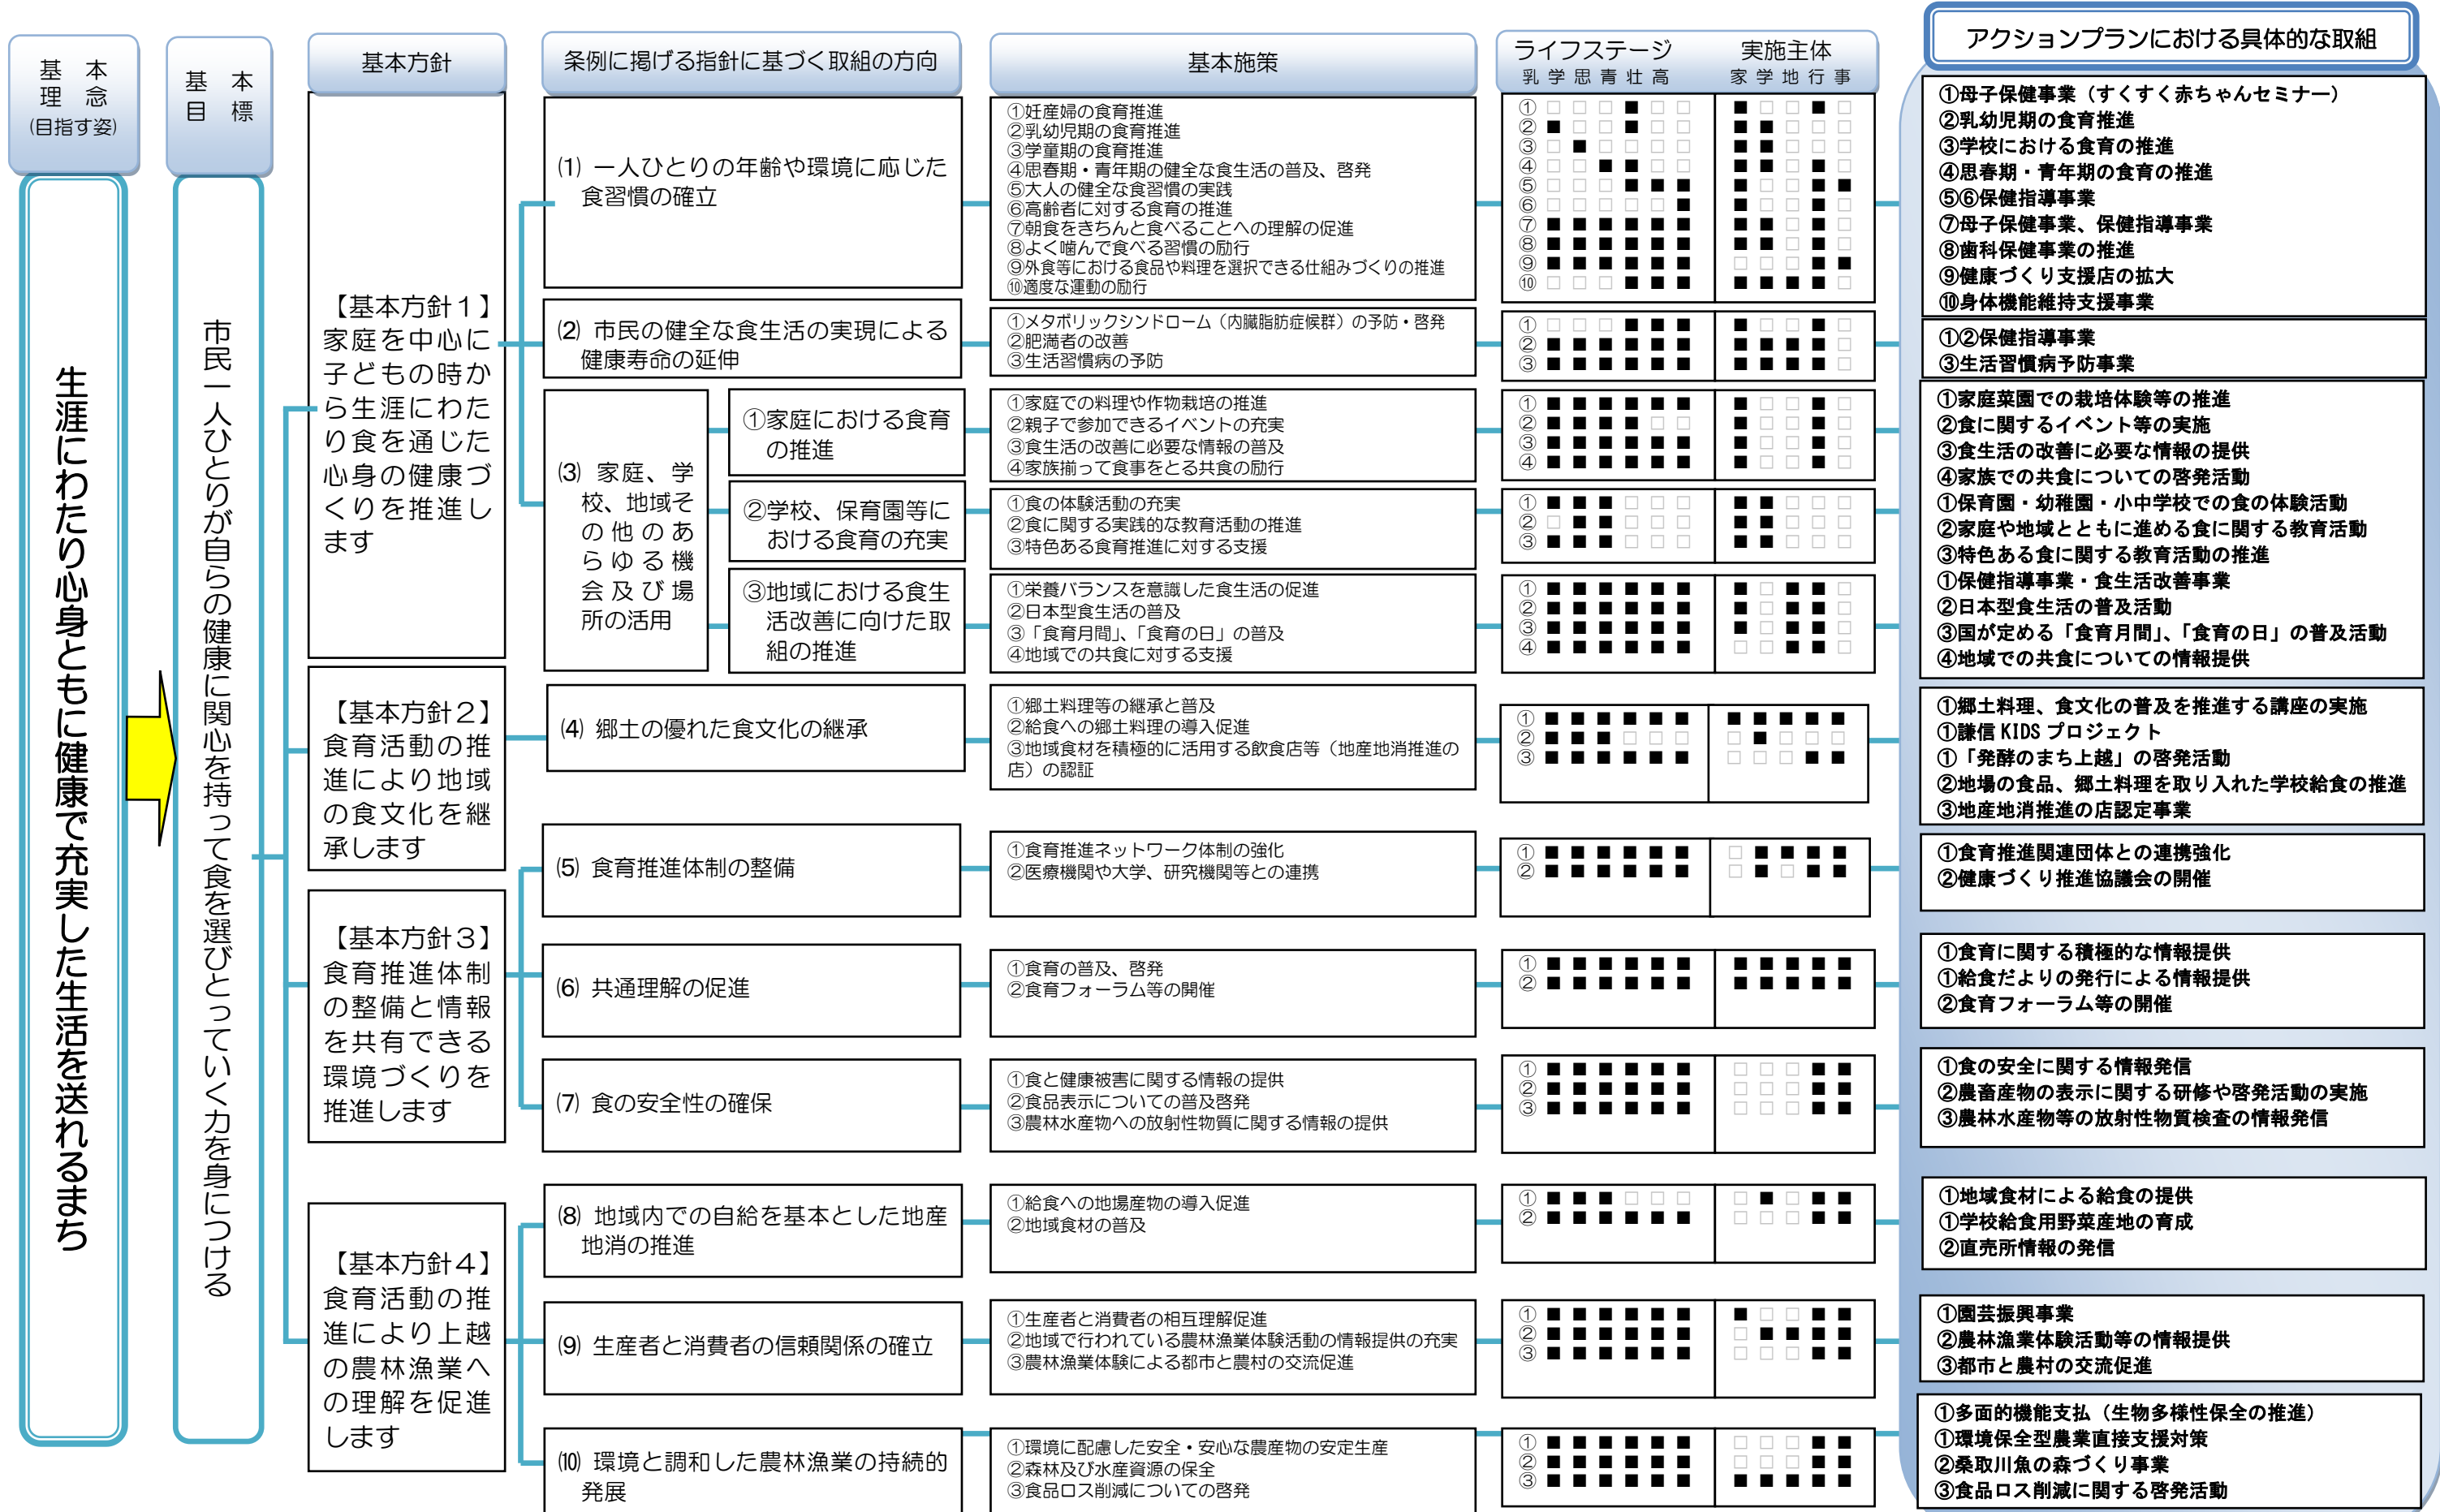 基 本
理 念
(目指す姿)
基 本
目 標
基本方針
条例に掲げる指針に基づく取組の方向
基本施策
ライフステージ
乳 学 思 青 壮 高
実施主体
家 学 地 行 事
アクションプランにおける具体的な取組
生涯にわたり心身ともに健康で充実した生活を送れるまち
市民一人ひとりが自らの健康に関心を持って食を選びとっていく力を身につける
【基本方針１】
家庭を中心に
子どもの時か
ら生涯にわた
り食を通じた
心身の健康づ
くりを推進し
ます
⑴ 一人ひとりの年齢や環境に応じた
食習慣の確立
①妊産婦の食育推進
②乳幼児期の食育推進
③学童期の食育推進
④思春期・青年期の健全な食生活の普及、啓発
⑤大人の健全な食習慣の実践
⑥高齢者に対する食育の推進
⑦朝食をきちんと食べることへの理解の促進
⑧よく噛んで食べる習慣の励行
⑨外食等における食品や料理を選択できる仕組みづくりの推進
⑩適度な運動の励行
① □ □ □ ■ □ □ ■ □ □ ■ □
② ■ □ □ ■ □ □ ■ ■ □ □ □
③ □ ■ □ □ □ □ ■ ■ □ □ □
④ □ □ ■ ■ □ □ ■ ■ □ ■ □
⑤ □ □ □ ■ ■ ■ ■ □ □ ■ ■
⑥ □ □ □ □ □ ■ ■ □ □ ■ □
⑦ ■ ■ ■ ■ ■ ■ ■ ■ □ ■ □
⑧ ■ ■ ■ ■ ■ ■ ■ ■ □ ■ □
⑨ ■ ■ ■ ■ ■ ■ □ □ □ ■ ■
⑩ □ □ □ ■ ■ ■ ■ ■ ■ ■ □
①母子保健事業（すくすく赤ちゃんセミナー）
②乳幼児期の食育推進
③学校における食育の推進
④思春期・青年期の食育の推進
⑤⑥保健指導事業
⑦母子保健事業、保健指導事業
⑧歯科保健事業の推進
⑨健康づくり支援店の拡大
⑩身体機能維持支援事業
⑵ 市民の健全な食生活の実現による
健康寿命の延伸
①メタボリックシンドローム（内臓脂肪症候群）の予防・啓発
②肥満者の改善
③生活習慣病の予防
① □ □ □ ■ ■ ■ ■ □ □ ■ □
② ■ ■ ■ ■ ■ ■ ■ ■ ■ ■ □
③ ■ ■ ■ ■ ■ ■ ■ ■ ■ ■ □
①②保健指導事業
③生活習慣病予防事業
⑶ 家庭、学
校、地域そ
の他のあ
らゆる機
会及び場
所の活用
①家庭における食育
の推進
①家庭での料理や作物栽培の推進
②親子で参加できるイベントの充実
③食生活の改善に必要な情報の普及
④家族揃って食事をとる共食の励行
① ■ ■ ■ ■ ■ ■ ■ □ □ ■ □
② ■ ■ ■ ■ □ □ ■ □ □ ■ □
③ ■ ■ ■ ■ ■ ■ ■ □ □ ■ □
④ ■ ■ ■ ■ ■ ■ ■ □ □ ■ □
①家庭菜園での栽培体験等の推進
②食に関するイベント等の実施
③食生活の改善に必要な情報の提供
④家族での共食についての啓発活動
②学校、保育園等に
おける食育の充実
①食の体験活動の充実
②食に関する実践的な教育活動の推進
③特色ある食育推進に対する支援
① ■ ■ ■ □ □ □ ■ ■ □ □ □
② □ ■ ■ □ □ □ ■ ■ □ □ □
③ ■ ■ ■ □ □ □ ■ ■ □ □ □
①保育園・幼稚園・小中学校での食の体験活動
②家庭や地域とともに進める食に関する教育活動
③特色ある食に関する教育活動の推進
③地域における食生
活改善に向けた取
組の推進
①栄養バランスを意識した食生活の促進
②日本型食生活の普及
③「食育月間」、「食育の日」の普及
④地域での共食に対する支援
① ■ ■ ■ ■ ■ ■ ■ □ ■ ■ □
② ■ ■ ■ ■ ■ ■ ■ □ ■ ■ □
③ ■ ■ ■ ■ ■ ■ ■ □ ■ ■ □
④ ■ ■ ■ ■ ■ ■ □ □ ■ ■ □
①保健指導事業・食生活改善事業
②日本型食生活の普及活動
③国が定める「食育月間」、「食育の日」の普及活動
④地域での共食についての情報提供
【基本方針２】
食育活動の推
進により地域
の食文化を継
承します
⑷ 郷土の優れた食文化の継承
①郷土料理等の継承と普及
②給食への郷土料理の導入促進
③地域食材を積極的に活用する飲食店等（地産地消推進の
店）の認証
① ■ ■ ■ ■ ■ ■ ■ ■ ■ ■ ■
② ■ ■ ■ □ □ □ □ ■ □ □ □
③ ■ ■ ■ ■ ■ ■ □ □ □ ■ ■
①郷土料理、食文化の普及を推進する講座の実施
①謙信 KIDS プロジェクト
①「発酵のまち上越」の啓発活動
②地場の食品、郷土料理を取り入れた学校給食の推進
③地産地消推進の店認定事業
【基本方針３】
食育推進体制
の整備と情報
を共有できる
環境づくりを
推進します
⑸ 食育推進体制の整備
①食育推進ネットワーク体制の強化
②医療機関や大学、研究機関等との連携
① ■ ■ ■ ■ ■ ■ □ ■ ■ ■ ■
② ■ ■ ■ ■ ■ ■ □ ■ □ ■ ■
①食育推進関連団体との連携強化
②健康づくり推進協議会の開催
⑹ 共通理解の促進
①食育の普及、啓発
②食育フォーラム等の開催
① ■ ■ ■ ■ ■ ■ ■ ■ ■ ■ ■
② ■ ■ ■ ■ ■ ■ ■ ■ ■ ■ ■
①食育に関する積極的な情報提供
①給食だよりの発行による情報提供
②食育フォーラム等の開催
⑺ 食の安全性の確保
①食と健康被害に関する情報の提供
②食品表示についての普及啓発
③農林水産物への放射性物質に関する情報の提供
① ■ ■ ■ ■ ■ ■ □ □ □ ■ ■
② ■ ■ ■ ■ ■ ■ □ □ □ ■ ■
③ ■ ■ ■ ■ ■ ■ □ □ □ ■ ■
①食の安全に関する情報発信
②農畜産物の表示に関する研修や啓発活動の実施
③農林水産物等の放射性物質検査の情報発信
【基本方針４】
食育活動の推
進により上越
の農林漁業へ
の理解を促進
します
⑻ 地域内での自給を基本とした地産
地消の推進
①給食への地場産物の導入促進
②地域食材の普及
① ■ ■ ■ □ □ □ □ ■ □ ■ ■
② ■ ■ ■ ■ ■ ■ □ □ □ ■ ■
①地域食材による給食の提供
①学校給食用野菜産地の育成
②直売所情報の発信
⑼ 生産者と消費者の信頼関係の確立
①生産者と消費者の相互理解促進
②地域で行われている農林漁業体験活動の情報提供の充実
③農林漁業体験による都市と農村の交流促進
① ■ ■ ■ ■ ■ ■ ■ □ □ ■ ■
② ■ ■ ■ ■ ■ ■ □ ■ ■ ■ ■
③ ■ ■ ■ ■ ■ ■ □ □ □ ■ ■
①園芸振興事業
②農林漁業体験活動等の情報提供
③都市と農村の交流促進
⑽ 環境と調和した農林漁業の持続的
発展
①環境に配慮した安全・安心な農産物の安定生産
②森林及び水産資源の保全
③食品ロス削減についての啓発
① ■ ■ ■ ■ ■ ■ □ □ □ ■ ■
② ■ ■ ■ ■ ■ ■ □ □ □ ■ ■
③ ■ ■ ■ ■ ■ ■ ■ ■ ■ ■ ■
①多面的機能支払（生物多様性保全の推進）
①環境保全型農業直接支援対策
②桑取川魚の森づくり事業
③食品ロス削減に関する啓発活動